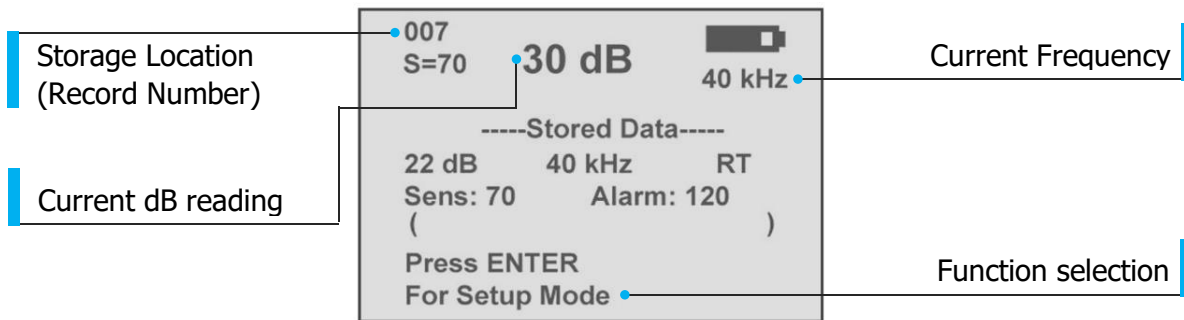 Storage Location
(Record Number)
Current dB reading
007
S=70
30 dB
40 kHz
-----Stored Data-----
22 dB 40 kHz RT
Sens: 70 Alarm: 120
( )
Press ENTER
For Setup Mode
Current Frequency
Function selection